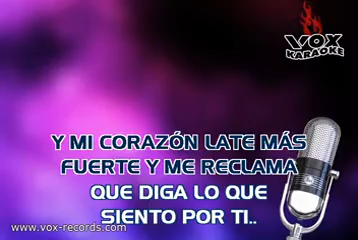 VOX
KARAOKE
Y MI CORAZÓN LATE MÁS
FUERTE Y ME RECLAMA
QUE DIGA LO QUE
SIENTO POR TI..
www.vox-records.com